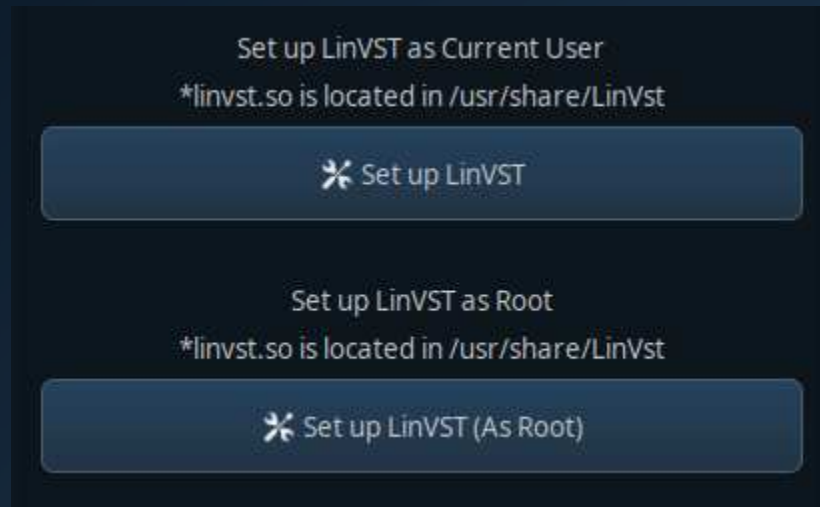 Set up LinVST as Current User
*linvst.so is located in /usr/share/LinVst
Set up LinVST
Set up LinVST as Root
*linvst.so is located in /usr/share/LinVst
Set up LinVST (As Root)